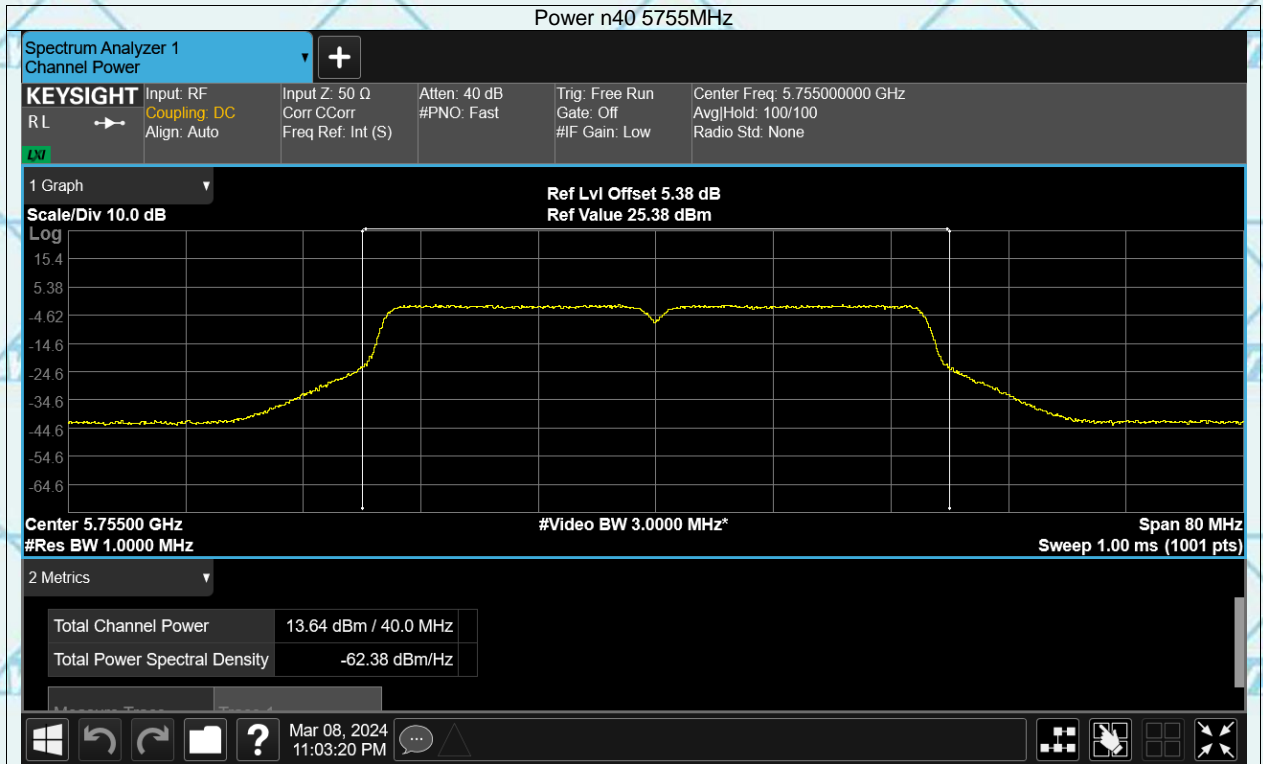 Power n40 5755MHz
Spectrum Analyzer 1
Channel Power
KEYSIGHT
R L
LXI
Input: RF
Coupling: DC
Align: Auto
Input Z: 50 Ω
Corr CCorr
Freq Ref: Int (S)
Atten: 40 dB
#PNO: Fast
Trig: Free Run
Gate: Off
#IF Gain: Low
Center Freq: 5.755000000 GHz
Avg|Hold: 100/100
Radio Std: None
1 Graph
Scale/Div 10.0 dB
Ref Lvl Offset 5.38 dB
Ref Value 25.38 dBm
Log
15.4
5.38
-4.62
-14.6
-24.6
-34.6
-44.6
-54.6
-64.6
Center 5.75500 GHz
#Video BW 3.0000 MHz*
Span 80 MHz
#Res BW 1.0000 MHz
Sweep 1.00 ms (1001 pts)
2 Metrics
Total Channel Power 13.64 dBm / 40.0 MHz
Total Power Spectral Density -62.38 dBm/Hz
Measure Trace Trace 1
?
Mar 08, 2024
11:03:20 PM